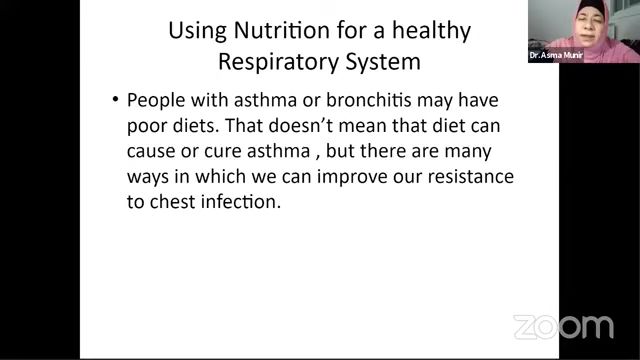 Using Nutrition for a healthy
Respiratory System
• People with asthma or bronchitis may have
poor diets. That doesn't mean that diet can
cause or cure asthma , but there are many
ways in which we can improve our resistance
to chest infection.
Dr. Asma Munir
zoom